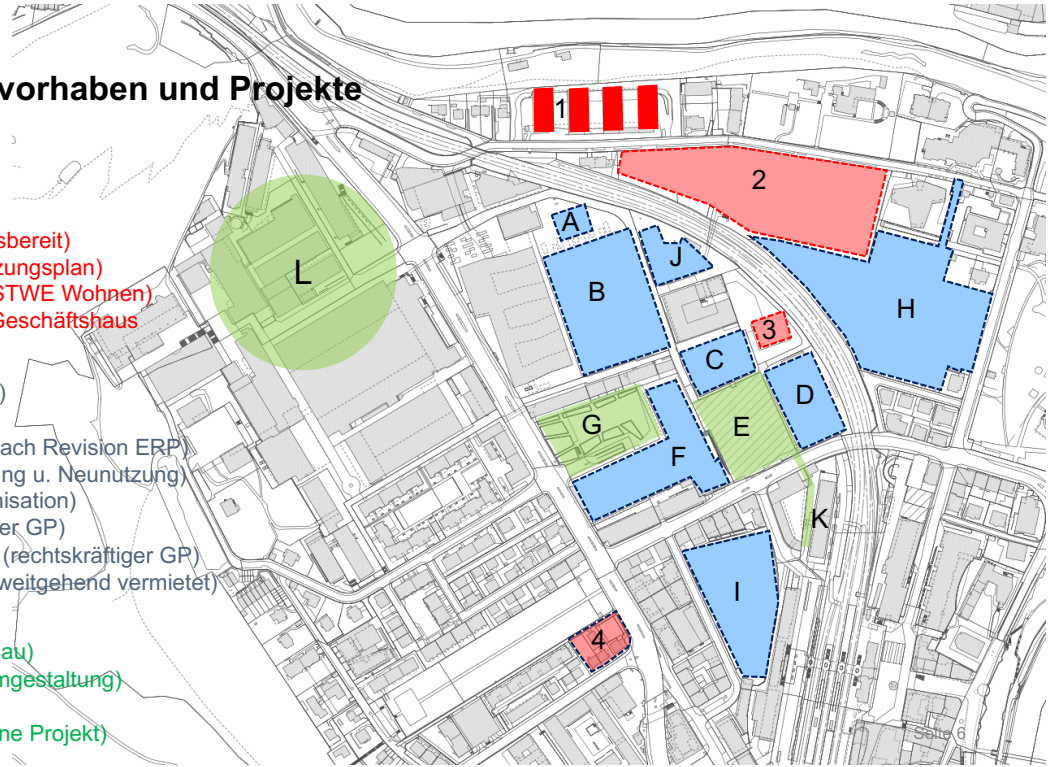 vorhaben und Projekte
sbereit)
zungsplan)
STWE Wohnen)
Geschäftshaus
)
ach Revision ERP)
ng u. Neunutzung)
nisation)
er GP)
(rechtskräftiger GP)
weitgehend vermietet)
au)
mgestaltung)
ne Projekt)
1
2
A
J
B
L
H
3
C
D
G
E
F
K
I
4
Seite 6